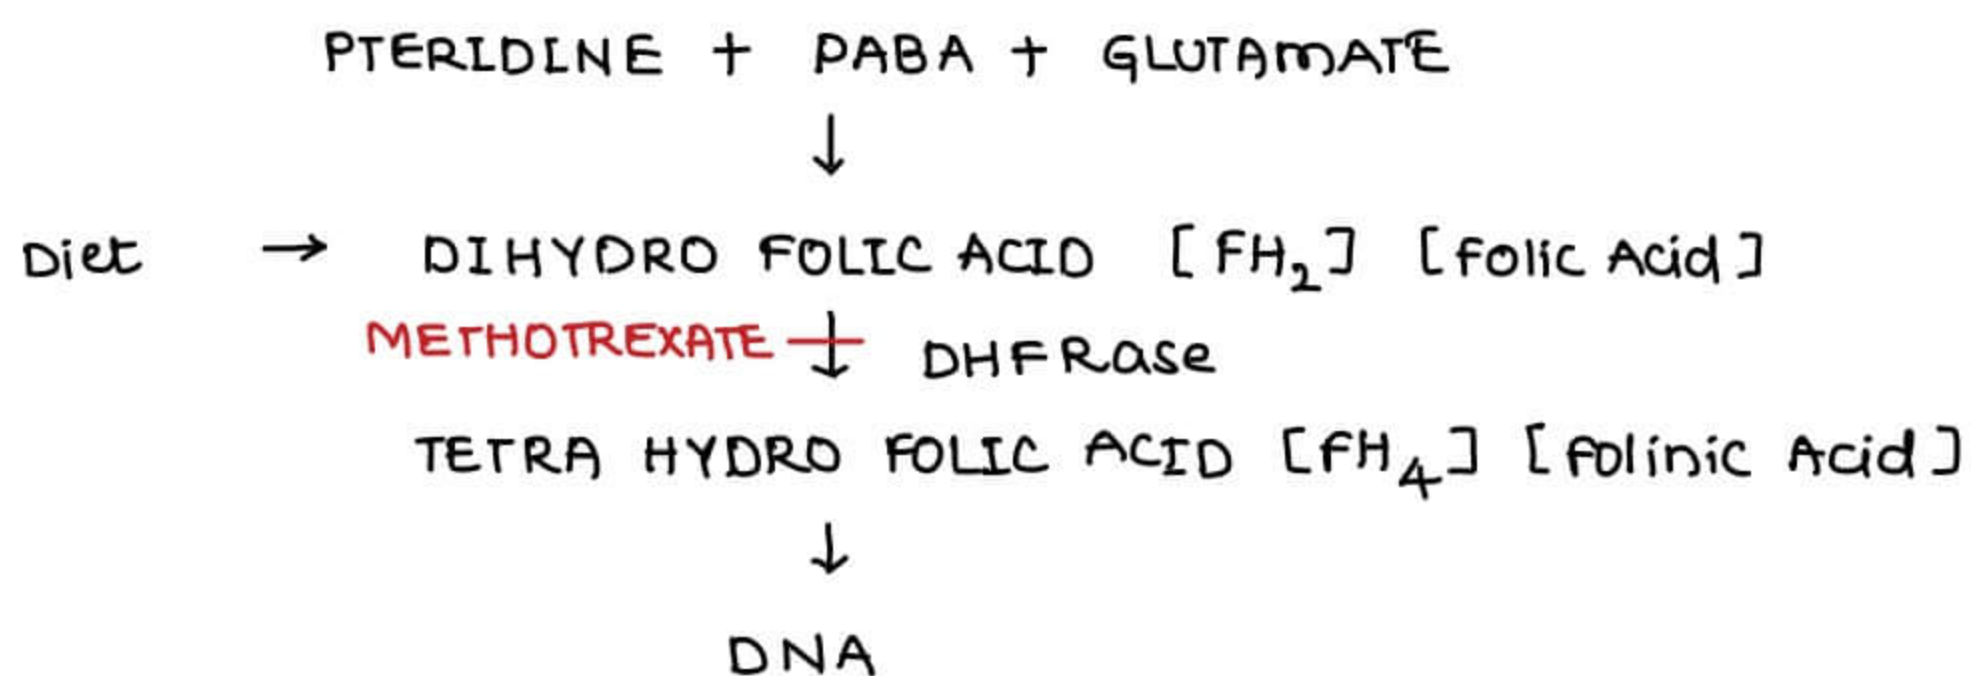 PTERIDINE + PABA + GLUTAMATE
↓
Diet → DIHYDRO FOLIC ACID [FH₂] [Folic Acid]
METHOTREXATE ↓ DHFRase
TETRA HYDRO FOLIC ACID [FH₄] [Folinic Acid]
↓
DNA